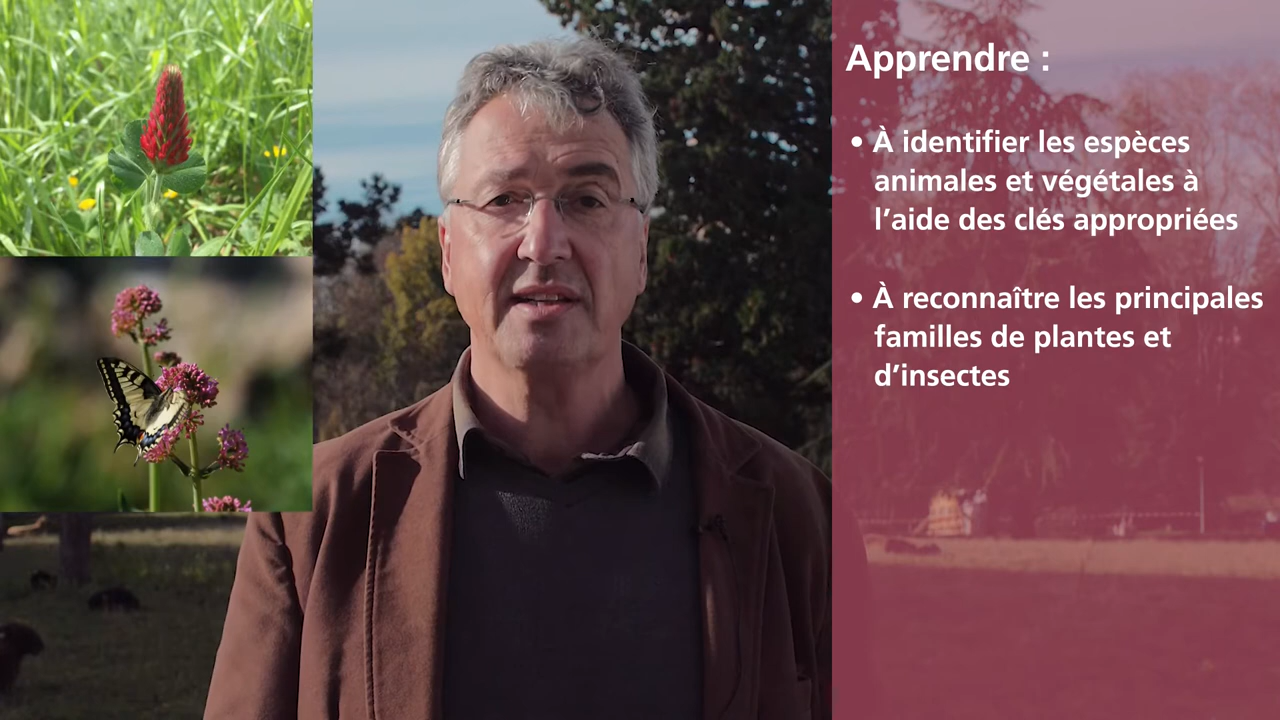 Apprendre :
• À identifier les espèces
animales et végétales à
l’aide des clés appropriées
• À reconnaître les principales
familles de plantes et
d’insectes